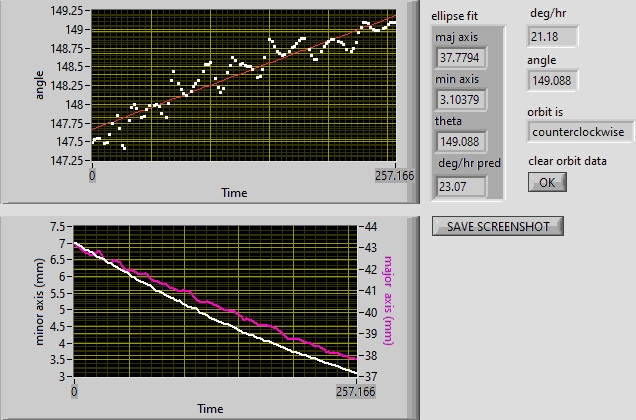 149.25
149
148.75
148.5
148.25
148
147.75
147.5
147.25
angle
0
257.166
Time
ellipse fit
maj axis
37.7794
min axis
3.10379
theta
149.088
deg/hr pred
23.07
deg/hr
21.18
angle
149.088
orbit is
counterclockwise
clear orbit data
OK
SAVE SCREENSHOT
7.5
7
6.5
6
5.5
5
4.5
4
3.5
3
minor axis (mm)
44
43
42
41
40
39
38
37
major axis (mm)
0
257.166
Time